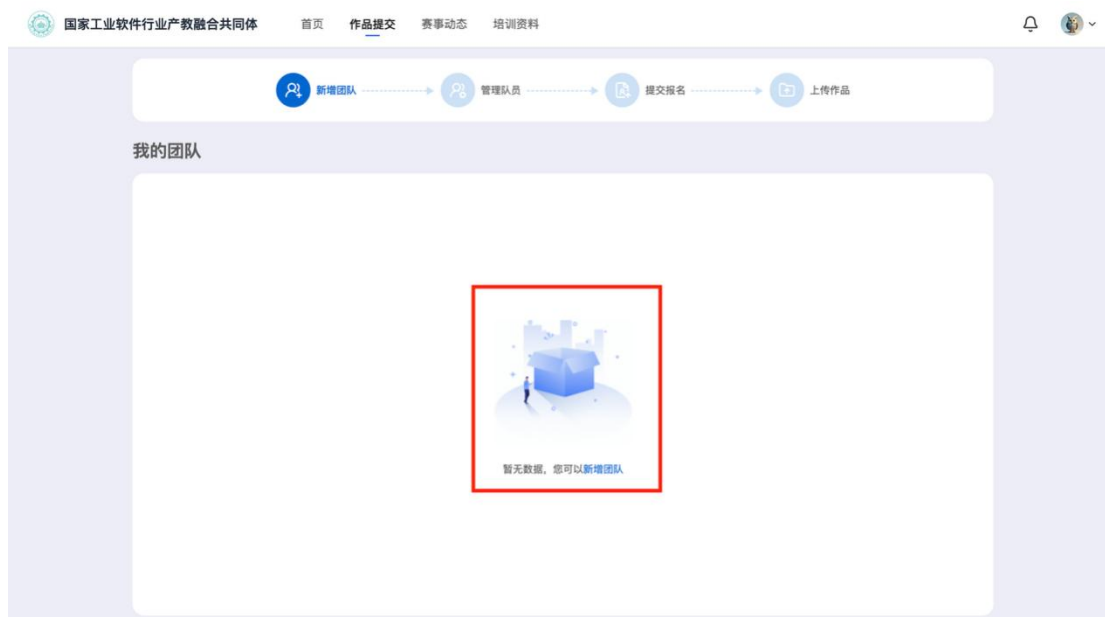 国家工业软件行业产教融合共同体 首页 作品提交 赛事动态 培训资料
新增团队 管理队员 提交报名 上传作品
我的团队
暂无数据，您可以新增团队